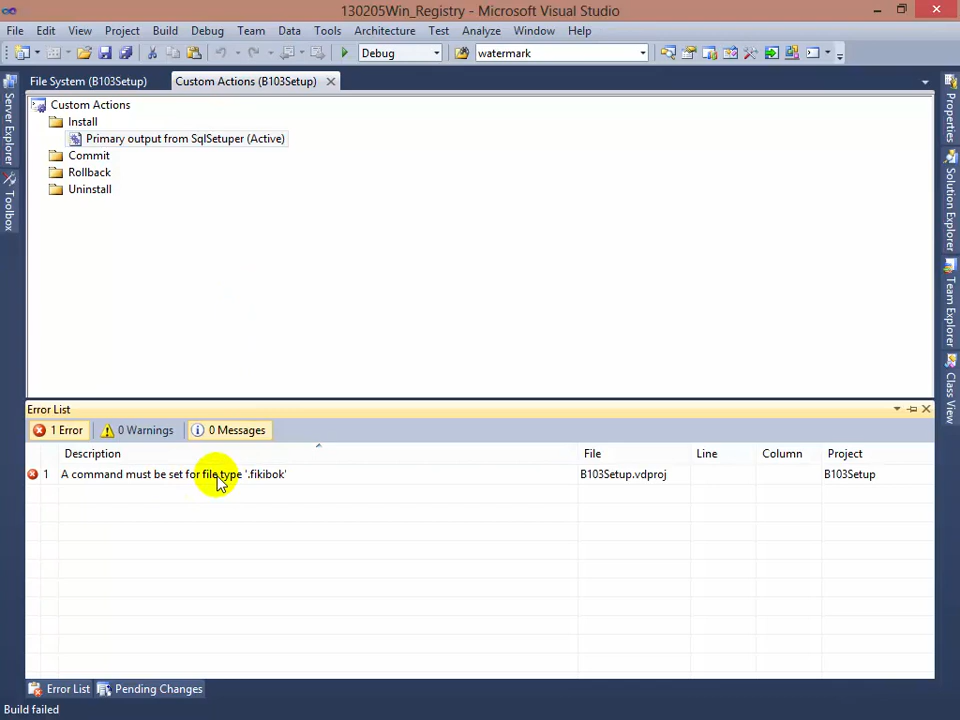 130205Win_Registry - Microsoft Visual Studio
File Edit View Project Build Debug Team Data Tools Architecture Test Analyze Window Help
Debug watermark
File System (B103Setup) Custom Actions (B103Setup)
Custom Actions
Install
Primary output from SqlSetuper (Active)
Commit
Rollback
Uninstall
Server Explorer
Toolbox
Properties
Solution Explorer
Team Explorer
Class View
Error List
1 Error 0 Warnings 0 Messages
Description File Line Column Project
1 A command must be set for file type '.fikibok' B103Setup.vdproj B103Setup
Error List Pending Changes
Build failed